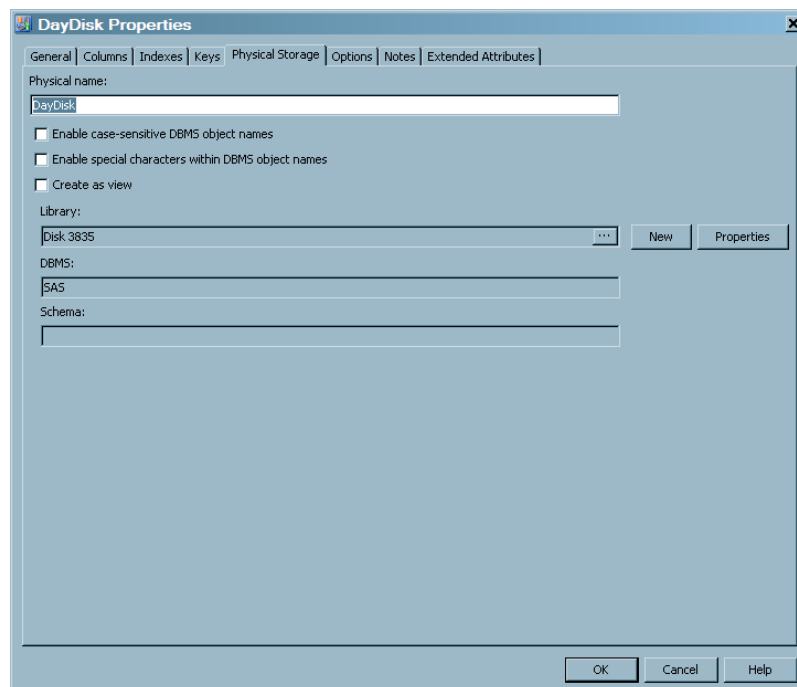 DayDisk Properties
General Columns Indexes Keys Physical Storage Options Notes Extended Attributes
Physical name:
DayDisk
Enable case-sensitive DBMS object names
Enable special characters within DBMS object names
Create as view
Library:
Disk 3835 ... New Properties
DBMS:
SAS
Schema:
OK Cancel Help